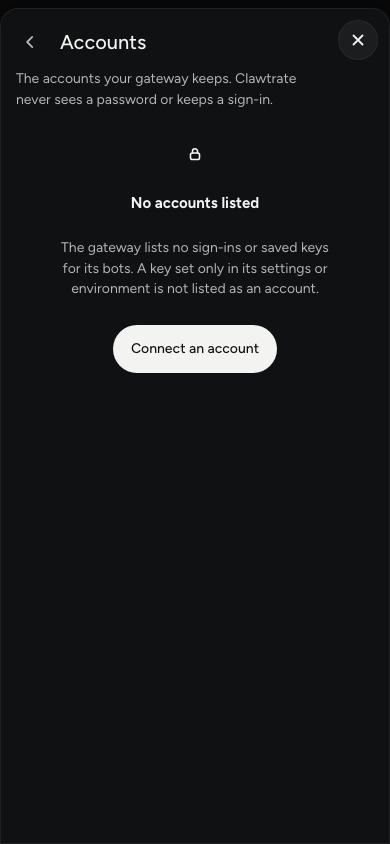 Accounts
The accounts your gateway keeps. Clawtrate
never sees a password or keeps a sign-in.
No accounts listed
The gateway lists no sign-ins or saved keys
for its bots. A key set only in its settings or
environment is not listed as an account.
Connect an account